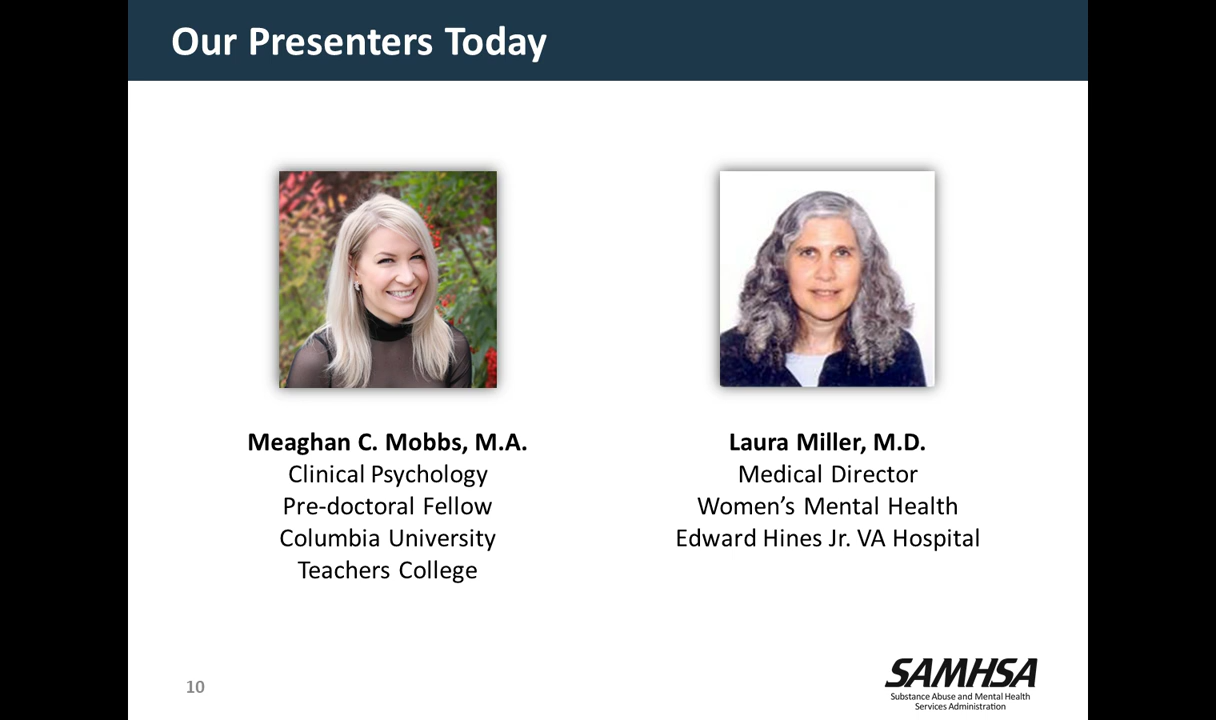 Our Presenters Today
Meaghan C. Mobbs, M.A.
Clinical Psychology
Pre-doctoral Fellow
Columbia University
Teachers College
Laura Miller, M.D.
Medical Director
Women’s Mental Health
Edward Hines Jr. VA Hospital
10
SAMHSA
Substance Abuse and Mental Health
Services Administration